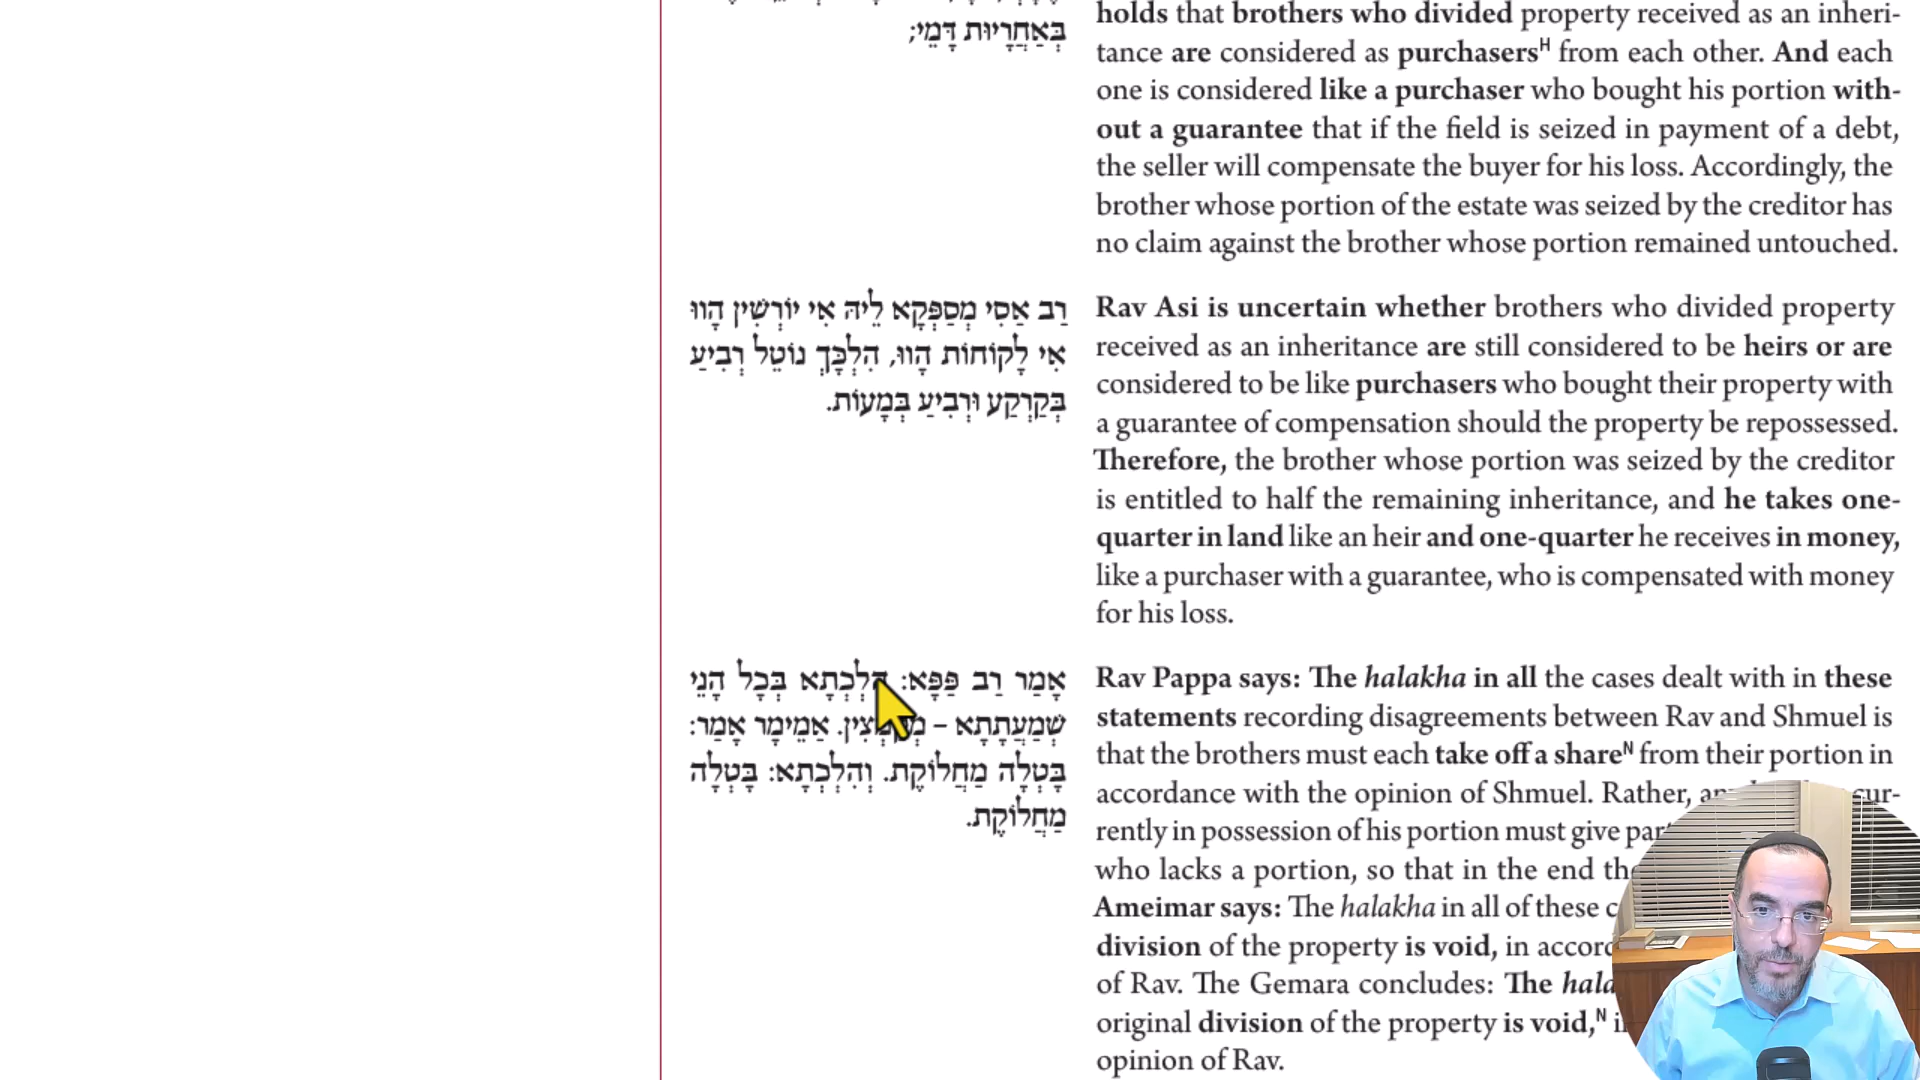 בְּאַחֲרָיוּת דָּמֵי;
רַב אַסִי מְסַפְּקָא לֵיהּ אִי יוֹרְשִׁין הָווּ
אִי לָקוֹחוֹת הָווּ, הִלְכָּךְ נוֹטֵל רְבִיעַ
בְּקַרְקַע וּרְבִיעַ בְּמָעוֹת.
אָמַר רַב פַּפָּא: הִלְכְתָא בְּכָל הָנֵי
שְׁמַעֲתָתָא – אַמֵימָר אָמַר:
בָּטְלָה מַחֲלוֹקֶת. וְהִלְכְתָא: בָּטְלָה
מַחֲלוֹקֶת.
holds that brothers who divided property received as an inheri-
tance are considered as purchasersᴴ from each other. And each
one is considered like a purchaser who bought his portion with-
out a guarantee that if the field is seized in payment of a debt,
the seller will compensate the buyer for his loss. Accordingly, the
brother whose portion of the estate was seized by the creditor has
no claim against the brother whose portion remained untouched.
Rav Asi is uncertain whether brothers who divided property
received as an inheritance are still considered to be heirs or are
considered to be like purchasers who bought their property with
a guarantee of compensation should the property be repossessed.
Therefore, the brother whose portion was seized by the creditor
is entitled to half the remaining inheritance, and he takes one-
quarter in land like an heir and one-quarter he receives in money,
like a purchaser with a guarantee, who is compensated with money
for his loss.
Rav Pappa says: The halakha in all the cases dealt with in these
statements recording disagreements between Rav and Shmuel is
that the brothers must each take off a shareᴺ from their portion in
accordance with the opinion of Shmuel. Rather,
rently in possession of his portion must give
who lacks a portion, so that in the end
Ameimar says: The halakha in all of these
division of the property is void, in
of Rav. The Gemara concludes: The
original division of the property is void,ᴺ
opinion of Rav.